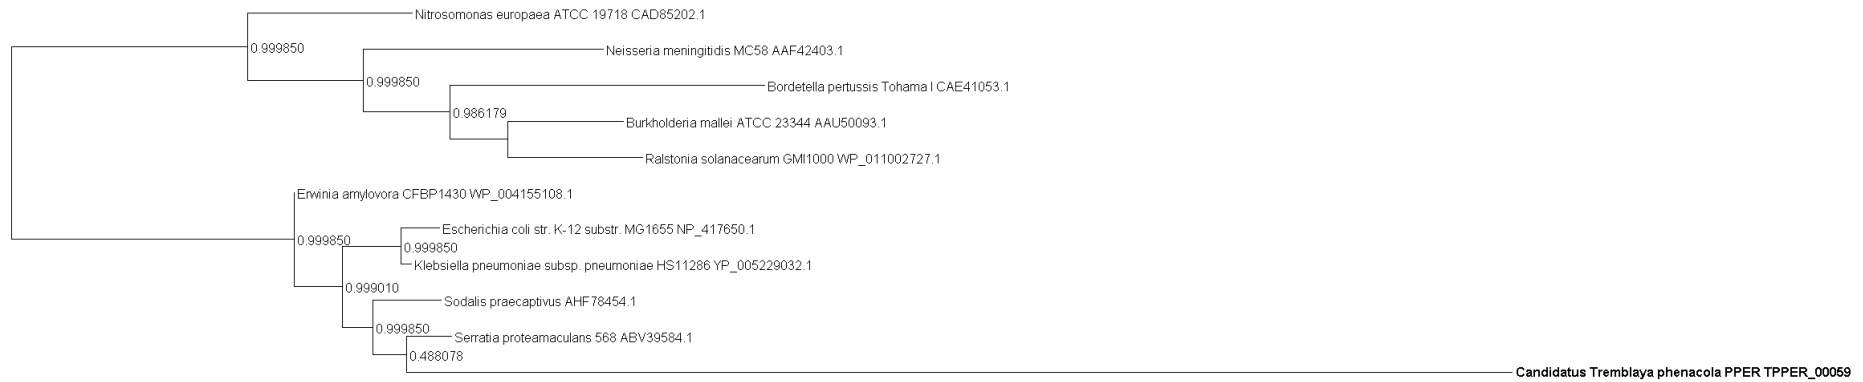 Nitrosomonas europaea ATCC 19718 CAD85202.1
0.999850
Neisseria meningitidis MC58 AAF42403.1
0.999850
Bordetella pertussis Tohama I CAE41053.1
0.986179
Burkholderia mallei ATCC 23344 AAU50093.1
Ralstonia solanacearum GMI1000 WP_011002727.1
Erwinia amylovora CFBP1430 WP_004155108.1
Escherichia coli str. K-12 substr. MG1655 NP_417650.1
0.999850
0.999850
Klebsiella pneumoniae subsp. pneumoniae HS11286 YP_005229032.1
0.999010
Sodalis praecaptivus AHF78454.1
0.999850
Serratia proteamaculans 568 ABV39584.1
0.488078
Candidatus Tremblaya phenacola PPER TPPER_00059